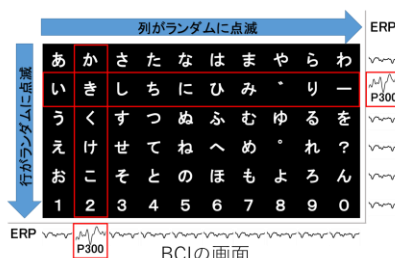 列がランダムに点滅
ERP
行がランダムに点滅
あ か さ た な は ま や ら わ
い き し ち に ひ み ゛ り ー
P300
う く す つ ぬ ふ む ゆ る を
え け せ て ね へ め ゜ れ ?
お こ そ と の ほ も よ ろ ん
1 2 3 4 5 6 7 8 9 0
ERP
P300
BCIの画面